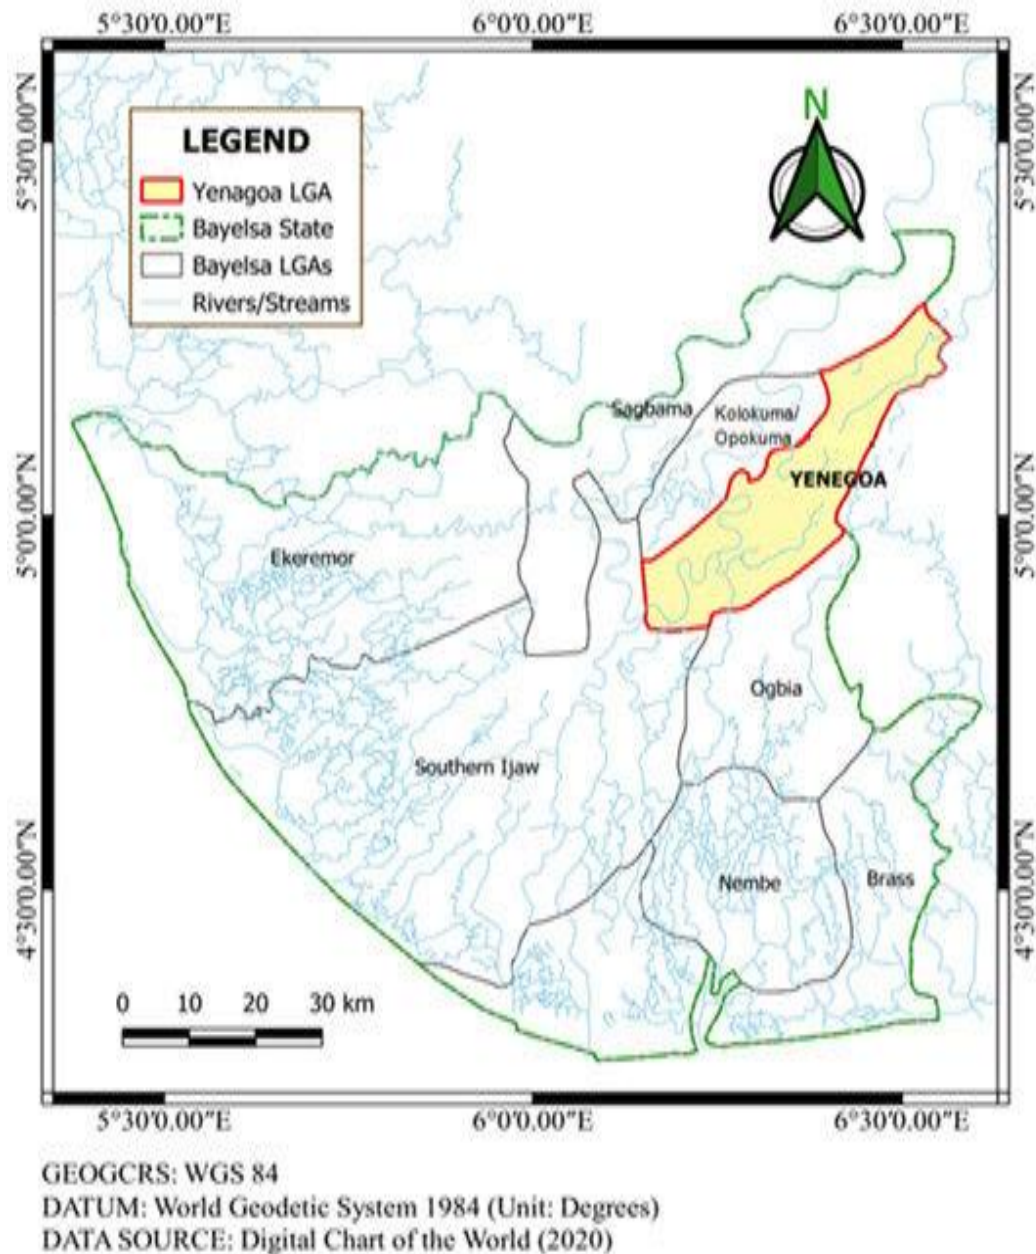 5°30'0.00"E 6°0'0.00"E 6°30'0.00"E
5°30'0.00"N
5°30'0.00"N
N
LEGEND
Yenagoa LGA
Bayelsa State
Bayelsa LGAs
Rivers/Streams
Sagbama
Kolokuma/
Opokuma
YENEGOA
5°0'0.00"N
5°0'0.00"N
Ekeremor
Ogbia
Southern Ijaw
Nembe
Brass
4°30'0.00"N
4°30'0.00"N
0 10 20 30 km
5°30'0.00"E 6°0'0.00"E 6°30'0.00"E
GEOGCRS: WGS 84
DATUM: World Geodetic System 1984 (Unit: Degrees)
DATA SOURCE: Digital Chart of the World (2020)